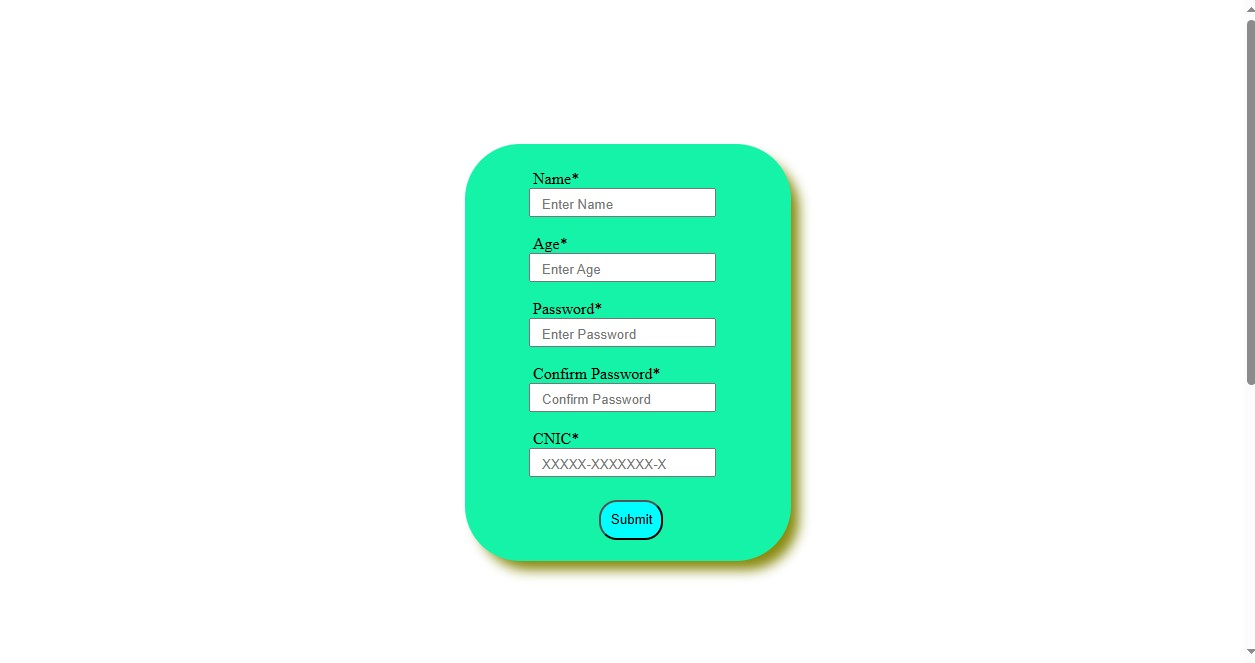 Name*
Enter Name
Age*
Enter Age
Password*
Enter Password
Confirm Password*
Confirm Password
CNIC*
XXXXX-XXXXXXX-X
Submit